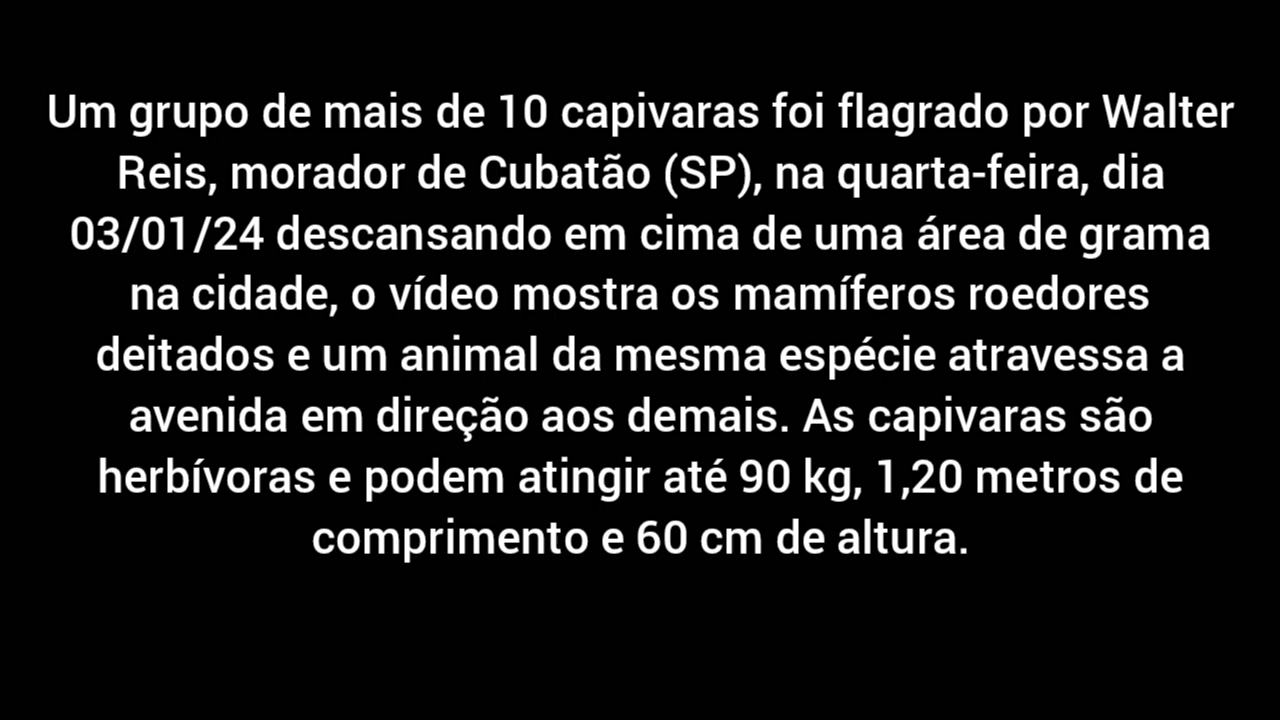 Um grupo de mais de 10 capivaras foi flagrado por Walter
Reis, morador de Cubatão (SP), na quarta-feira, dia
03/01/24 descansando em cima de uma área de grama
na cidade, o vídeo mostra os mamíferos roedores
deitados e um animal da mesma espécie atravessa a
avenida em direção aos demais. As capivaras são
herbívoras e podem atingir até 90 kg, 1,20 metros de
comprimento e 60 cm de altura.